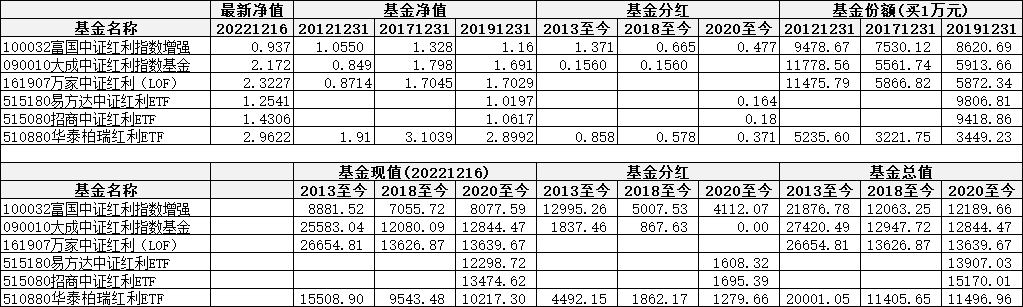 最新净值 基金净值 基金分红 基金份额(买1万元)
基金名称 20221216 20121231 20171231 20191231 2013至今 2018至今 2020至今 20121231 20171231 20191231
100032富国中证红利指数增强 0.937 1.0550 1.328 1.16 1.371 0.665 0.477 9478.67 7530.12 8620.69
090010大成中证红利指数基金 2.172 0.849 1.798 1.691 0.1560 0.1560 11778.56 5561.74 5913.66
161907万家中证红利（LOF） 2.3227 0.8714 1.7045 1.7029 11475.79 5866.82 5872.34
515180易方达中证红利ETF 1.2541 1.0197 0.164 9806.81
515080招商中证红利ETF 1.4306 1.0617 0.18 9418.86
510880华泰柏瑞红利ETF 2.9622 1.91 3.1039 2.8992 0.858 0.578 0.371 5235.60 3221.75 3449.23
基金现值(20221216) 基金分红 基金总值
基金名称 2013至今 2018至今 2020至今 2013至今 2018至今 2020至今 2013至今 2018至今 2020至今
100032富国中证红利指数增强 8881.52 7055.72 8077.59 12995.26 5007.53 4112.07 21876.78 12063.25 12189.66
090010大成中证红利指数基金 25583.04 12080.09 12844.47 1837.46 867.63 0.00 27420.49 12947.72 12844.47
161907万家中证红利（LOF） 26654.81 13626.87 13639.67 26654.81 13626.87 13639.67
515180易方达中证红利ETF 12298.72 1608.32 13907.03
515080招商中证红利ETF 13474.62 1695.39 15170.01
510880华泰柏瑞红利ETF 15508.90 9543.48 10217.30 4492.15 1862.17 1279.66 20001.05 11405.65 11496.96